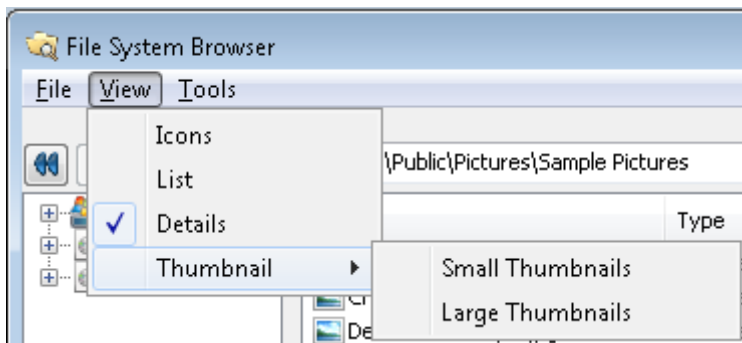 File System Browser
File View Tools
Icons
\Public\Pictures\Sample Pictures
List
Details
Type
Thumbnail
Small Thumbnails
Large Thumbnails
De